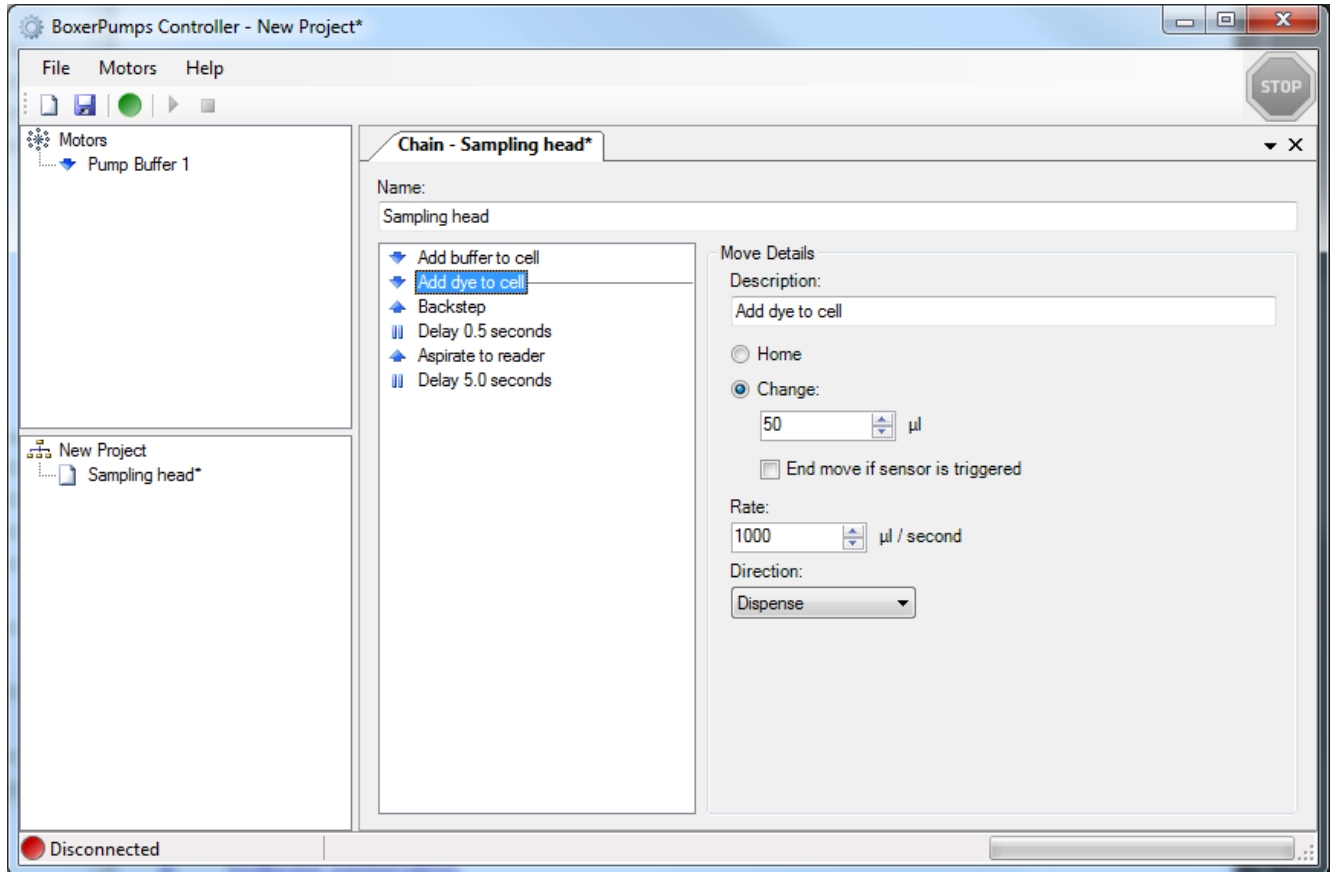 BoxerPumps Controller - New Project*
File Motors Help
STOP
Motors
Pump Buffer 1
New Project
Sampling head*
Chain - Sampling head*
Name:
Sampling head
Add buffer to cell
Add dye to cell
Backstep
Delay 0.5 seconds
Aspirate to reader
Delay 5.0 seconds
Move Details
Description:
Add dye to cell
Home
Change:
50 µl
End move if sensor is triggered
Rate:
1000 µl / second
Direction:
Dispense
Disconnected